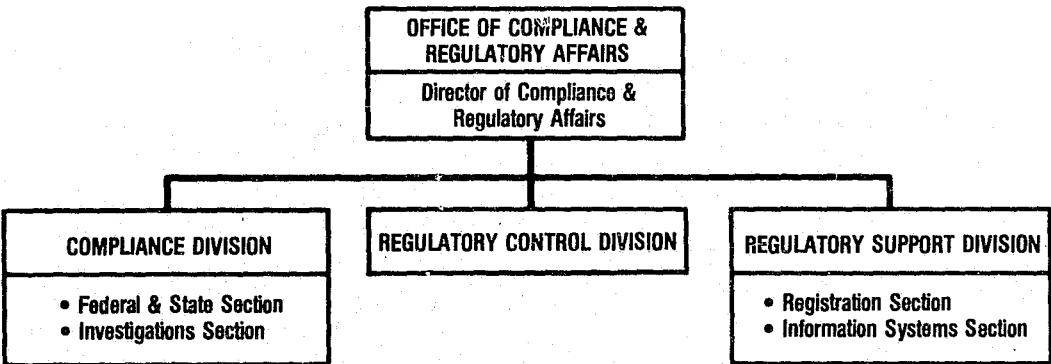 OFFICE OF COMPLIANCE &
REGULATORY AFFAIRS
Director of Compliance &
Regulatory Affairs
COMPLIANCE DIVISION
• Federal & State Section
• Investigations Section
REGULATORY CONTROL DIVISION
REGULATORY SUPPORT DIVISION
• Registration Section
• Information Systems Section